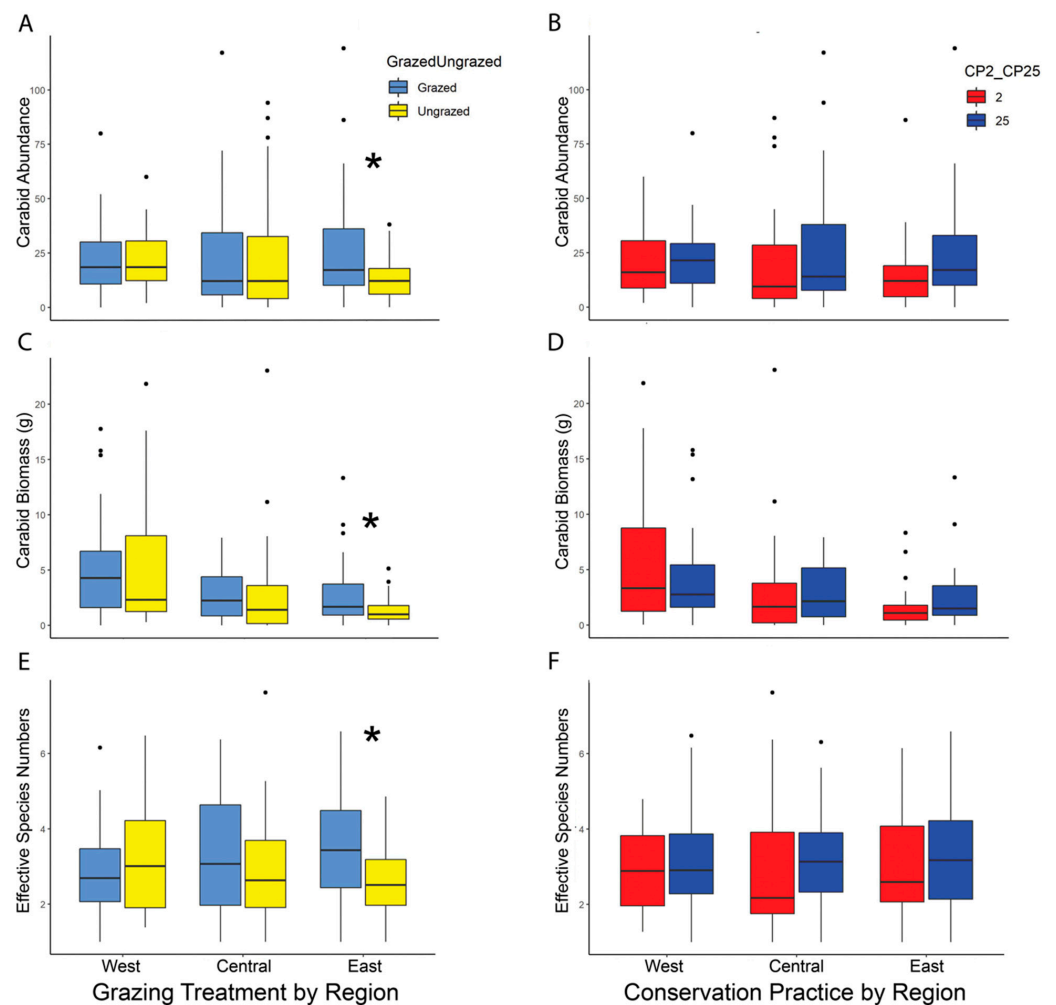 A
GrazedUngrazed
Grazed
Ungrazed
Carabid Abundance
100
75
50
25
0
*
B
CP2_CP25
2
25
Carabid Abundance
100
75
50
25
0
C
Carabid Biomass (g)
20
15
10
5
0
*
D
Carabid Biomass (g)
20
15
10
5
0
E
Effective Species Numbers
6
4
2
*
West Central East
Grazing Treatment by Region
F
Effective Species Numbers
6
4
2
West Central East
Conservation Practice by Region